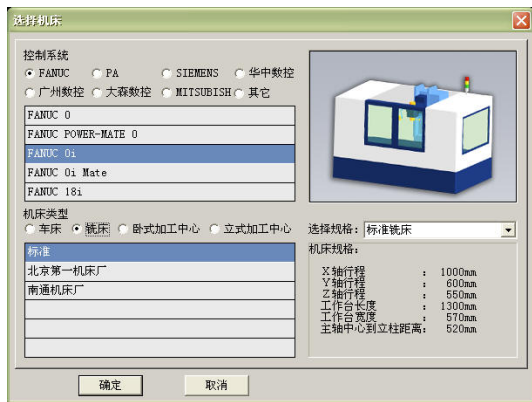 选择机床
控制系统
FANUC PA SIEMENS 华中数控
广州数控 大森数控 MITSUBISH 其它
FANUC 0
FANUC POWER-MATE 0
FANUC 0i
FANUC 0i Mate
FANUC 18i
机床类型
车床 铣床 卧式加工中心 立式加工中心
标准
北京第一机床厂
南通机床厂
选择规格: 标准铣床
机床规格:
X轴行程 : 1000mm
Y轴行程 : 600mm
Z轴行程 : 550mm
工作台长度 : 1300mm
工作台宽度 : 570mm
主轴中心到立柱距离: 520mm
确定 取消